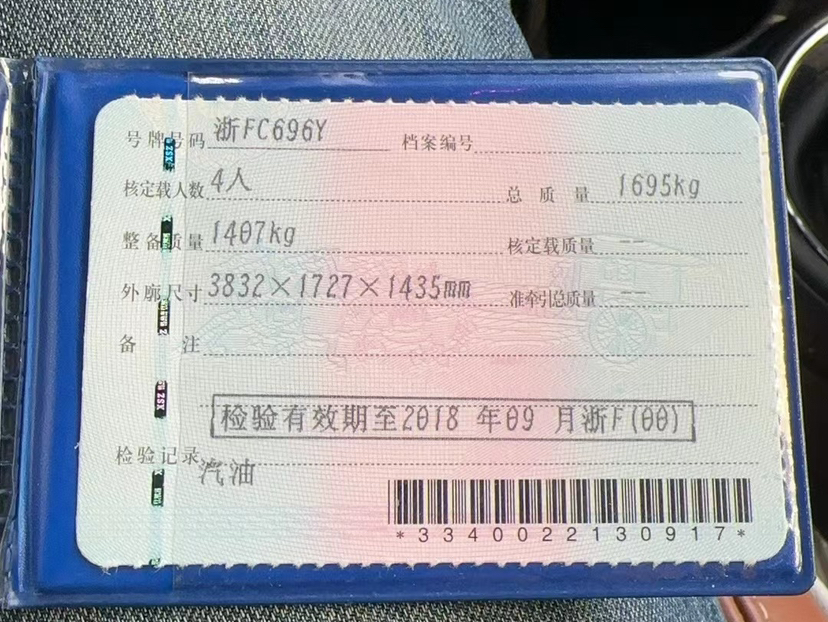 号牌号码 浙FC696Y 档案编号
核定载人数 4人 总质量 1695kg
整备质量 1407kg 核定载质量 --
外廓尺寸 3832×1727×1435mm 准牵引总质量 --
备注
检验有效期至2018 年09 月浙F(00)
检验记录
汽油
*3340022130917*